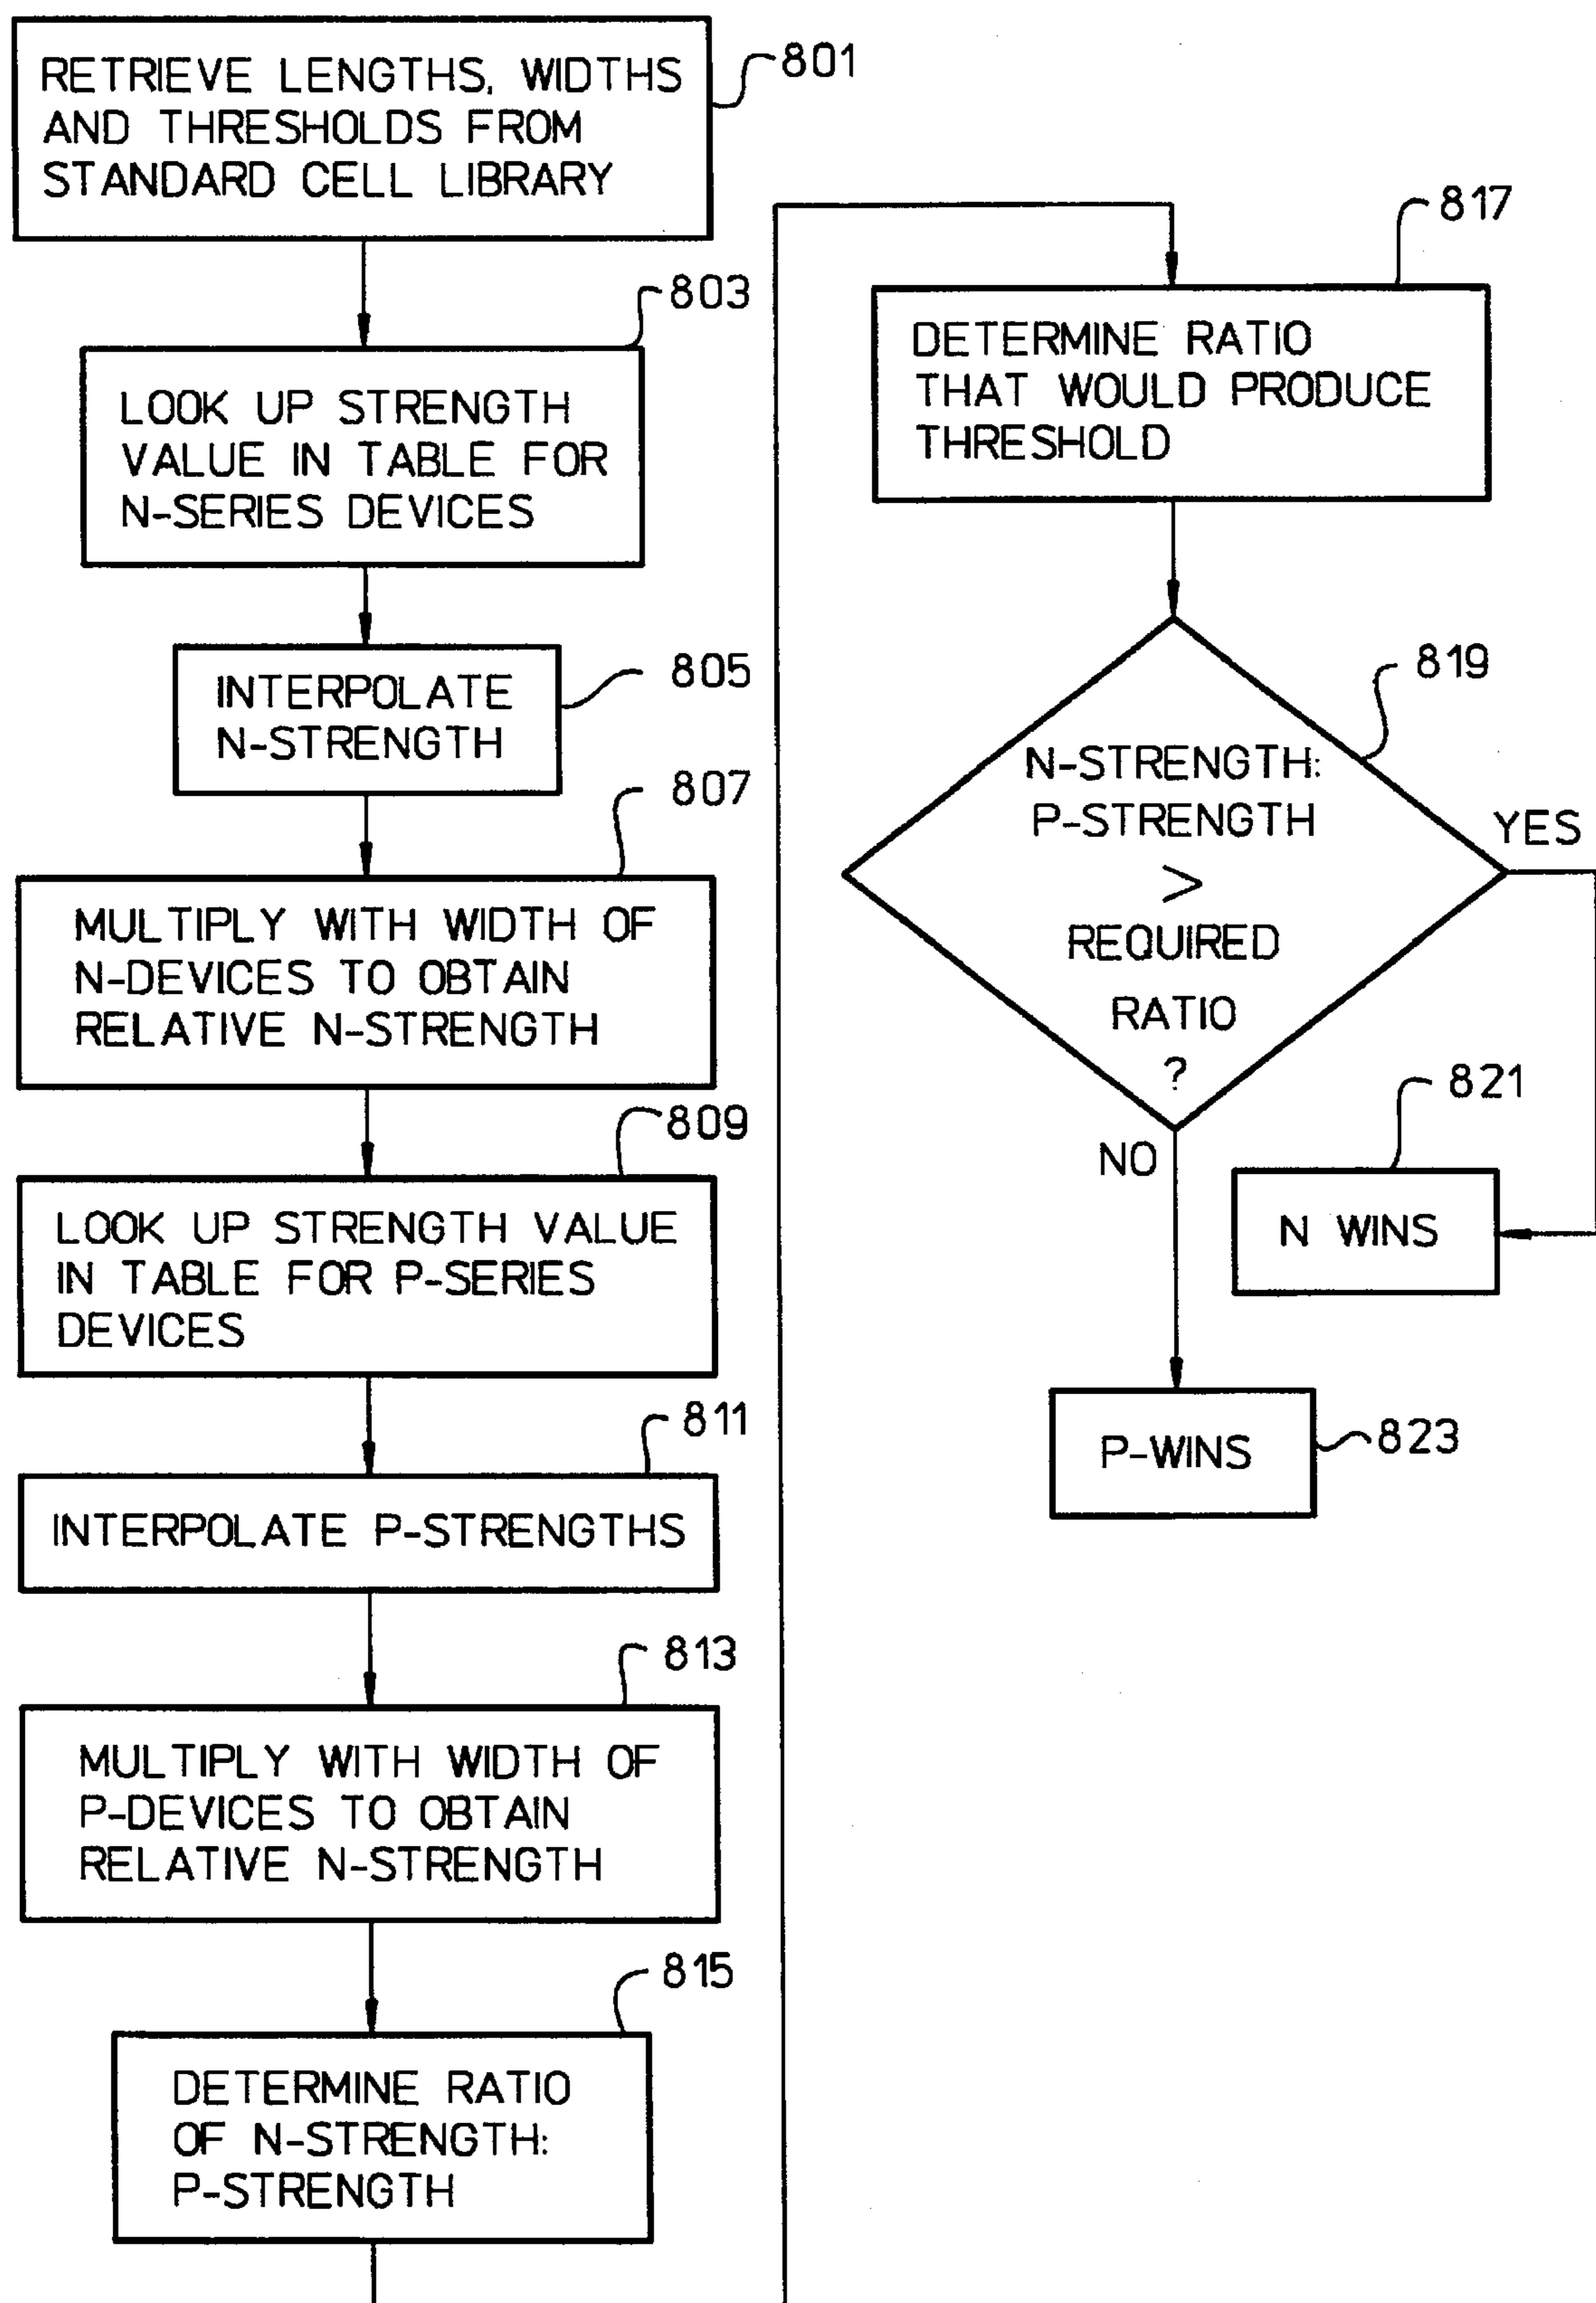 RETRIEVE LENGTHS, WIDTHS
AND THRESHOLDS FROM
STANDARD CELL LIBRARY
801
803
LOOK UP STRENGTH
VALUE IN TABLE FOR
N-SERIES DEVICES
805
INTERPOLATE
N-STRENGTH
807
MULTIPLY WITH WIDTH OF
N-DEVICES TO OBTAIN
RELATIVE N-STRENGTH
809
LOOK UP STRENGTH VALUE
IN TABLE FOR P-SERIES
DEVICES
811
INTERPOLATE P-STRENGTHS
813
MULTIPLY WITH WIDTH OF
P-DEVICES TO OBTAIN
RELATIVE N-STRENGTH
815
DETERMINE RATIO
OF N-STRENGTH:
P-STRENGTH
817
DETERMINE RATIO
THAT WOULD PRODUCE
THRESHOLD
819
N-STRENGTH:
P-STRENGTH
>
REQUIRED
RATIO
?
YES
NO
821
N WINS
P-WINS
823